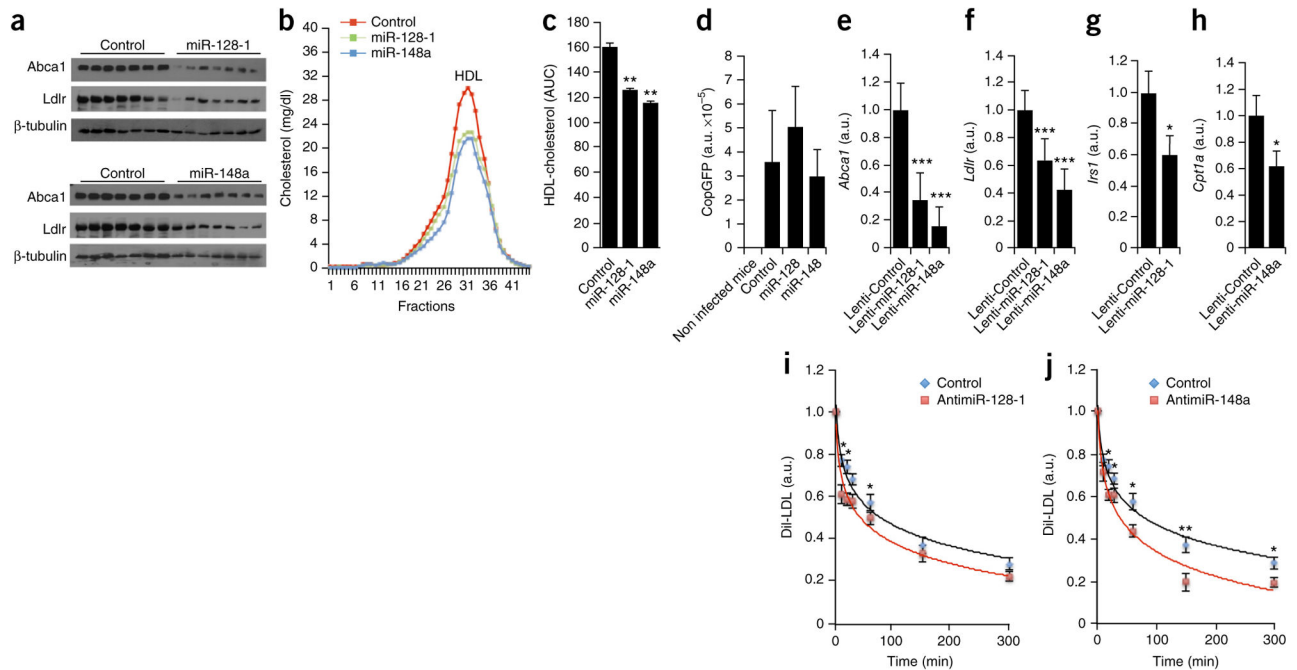 a
Control
miR-128-1
Abca1
Ldlr
β-tubulin
Control
miR-148a
Abca1
Ldlr
β-tubulin
b
Control
miR-128-1
miR-148a
HDL
Cholesterol (mg/dl)
40
36
32
28
24
20
16
12
8
4
0
1 6 11 16 21 26 31 36 41
Fractions
c
HDL-cholesterol (AUC)
180
160
140
120
100
80
60
40
20
0
**
**
Control
miR-128-1
miR-148a
d
CopGFP (a.u. ×10⁻⁵)
8
7
6
5
4
3
2
1
0
Non infected mice
Control
miR-128
miR-148
e
Abca1 (a.u.)
1.4
1.2
1.0
0.8
0.6
0.4
0.2
0
***
***
Lenti-Control
Lenti-miR-128-1
Lenti-miR-148a
f
Ldlr (a.u.)
1.4
1.2
1.0
0.8
0.6
0.4
0.2
0
***
***
Lenti-Control
Lenti-miR-128-1
Lenti-miR-148a
g
Irs1 (a.u.)
1.2
1.0
0.8
0.6
0.4
0.2
0
*
Lenti-Control
Lenti-miR-128-1
h
Cpt1a (a.u.)
1.4
1.2
1.0
0.8
0.6
0.4
0.2
0
*
Lenti-Control
Lenti-miR-148a
i
Control
AntimiR-128-1
Dil-LDL (a.u.)
1.2
1.0
0.8
0.6
0.4
0.2
0
*
*
*
0 100 200 300
Time (min)
j
Control
AntimiR-148a
Dil-LDL (a.u.)
1.2
1.0
0.8
0.6
0.4
0.2
0
*
*
*
**
*
0 100 200 300
Time (min)